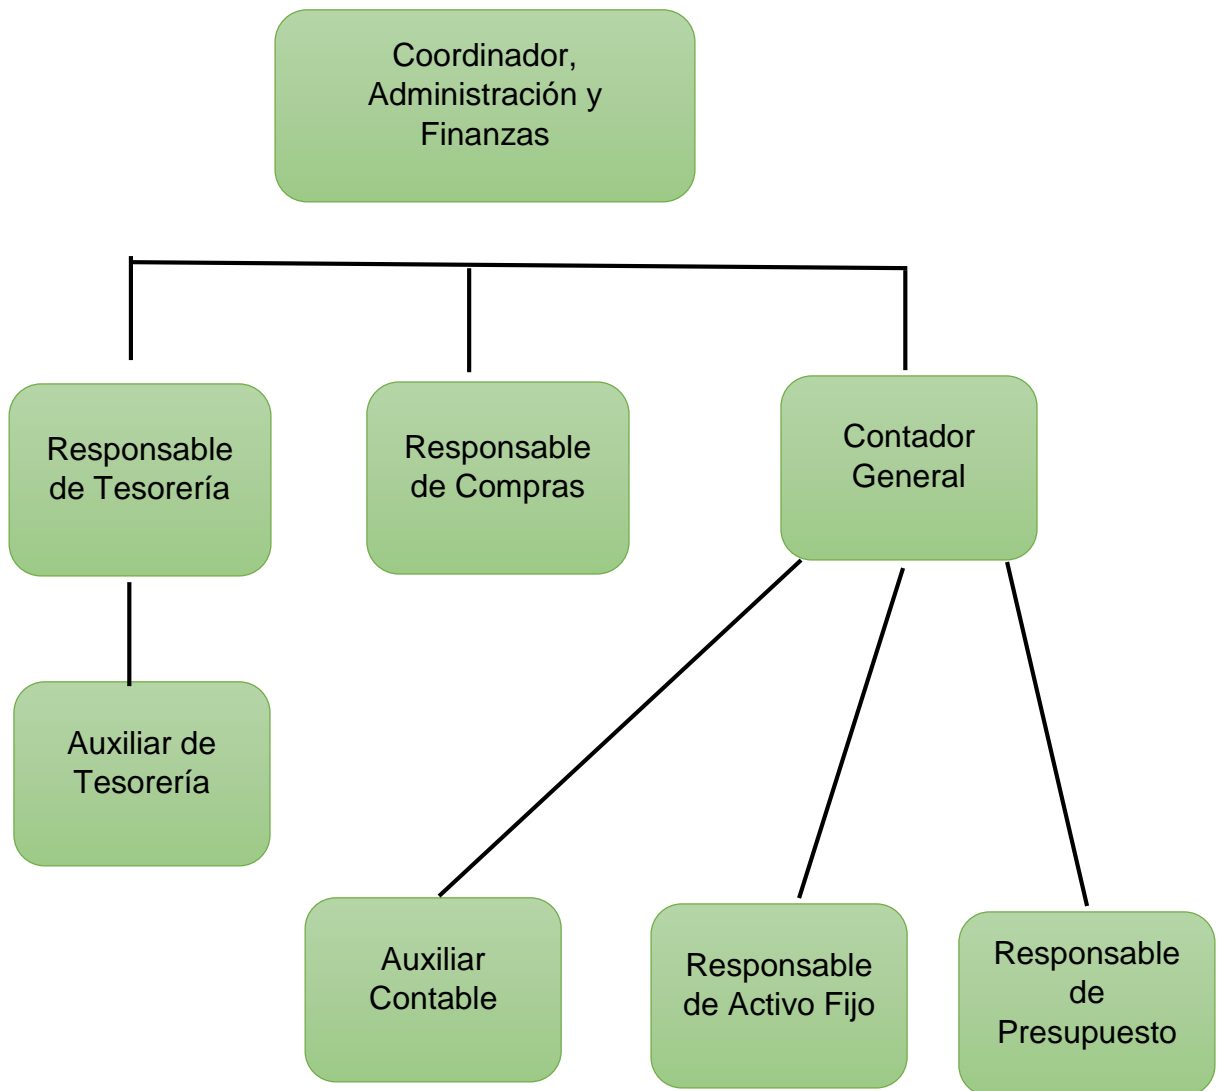 Coordinador,
Administración y
Finanzas
Responsable
de Tesorería
Responsable
de Compras
Contador
General
Auxiliar de
Tesorería
Auxiliar
Contable
Responsable
de Activo Fijo
Responsable
de
Presupuesto